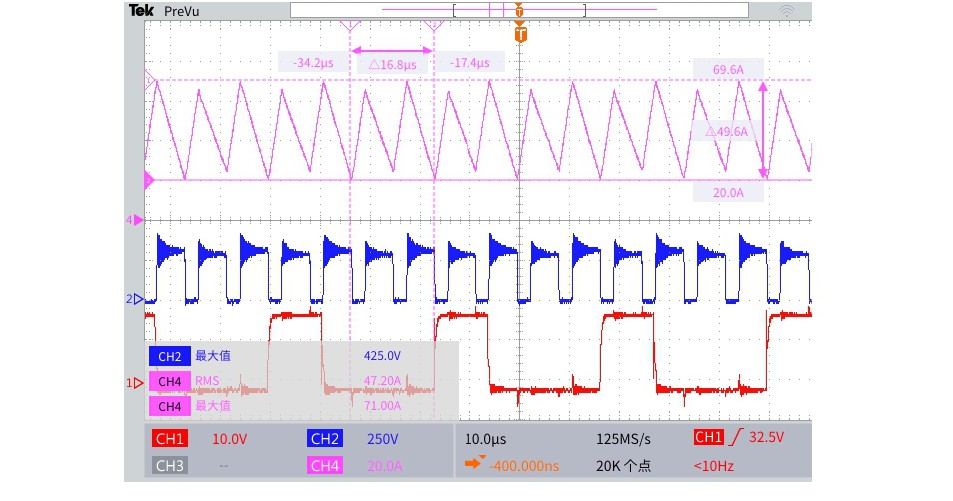 Tek PreVu
T
T
-34.2µs △16.8µs -17.4µs 69.6A
△49.6A
20.0A
4
2
CH2 最大值 425.0V
1 CH4 RMS 47.20A
CH4 最大值 71.00A
CH1 10.0V CH2 250V 10.0µs 125MS/s CH1 32.5V
CH3 -- CH4 20.0A -400.000ns 20K 个点 <10Hz